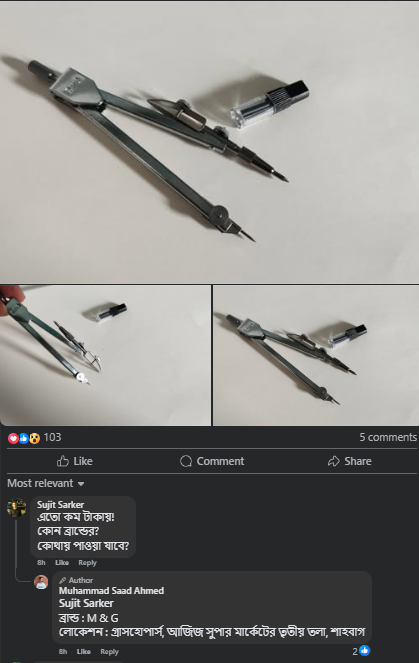 103
5 comments
Like
Comment
Share
Most relevant
Sujit Sarker
এতো কম টাকায়!
কোন ব্রান্ডের?
কোথায় পাওয়া যাবে?
8h Like Reply
Author
Muhammad Saad Ahmed
Sujit Sarker
ব্রান্ড : M & G
লোকেশন : গ্রাসহোপার্স, আজিজ সুপার মার্কেটের তৃতীয় তলা, শাহবাগ
8h Like Reply
2